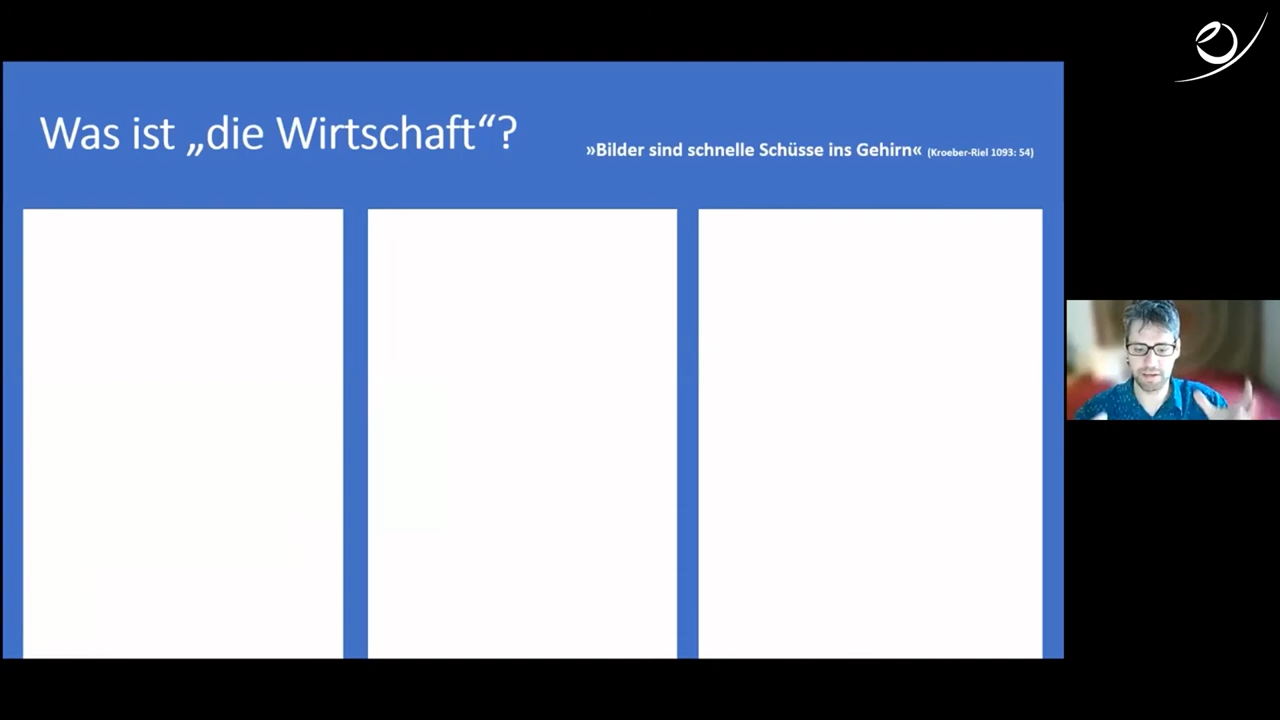 Was ist „die Wirtschaft“?
»Bilder sind schnelle Schüsse ins Gehirn« (Kroeber-Riel 1093: 54)